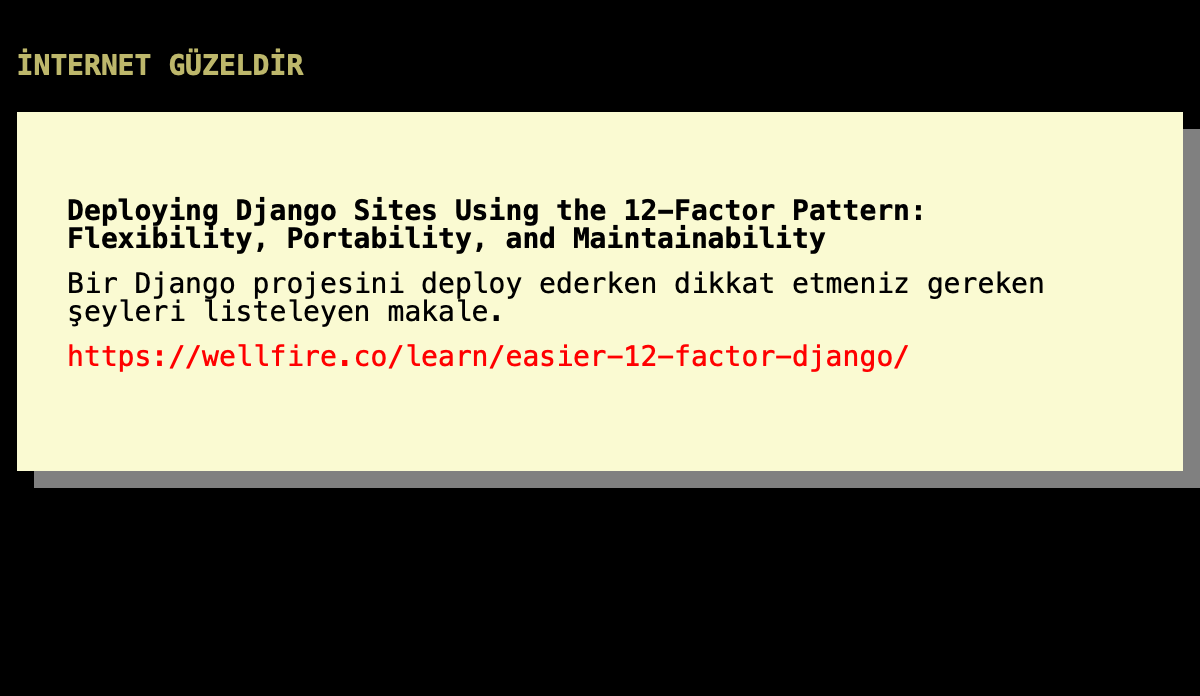 İNTERNET GÜZELDİR
Deploying Django Sites Using the 12-Factor Pattern:
Flexibility, Portability, and Maintainability
Bir Django projesini deploy ederken dikkat etmeniz gereken
şeyleri listeleyen makale.
https://wellfire.co/learn/easier-12-factor-django/